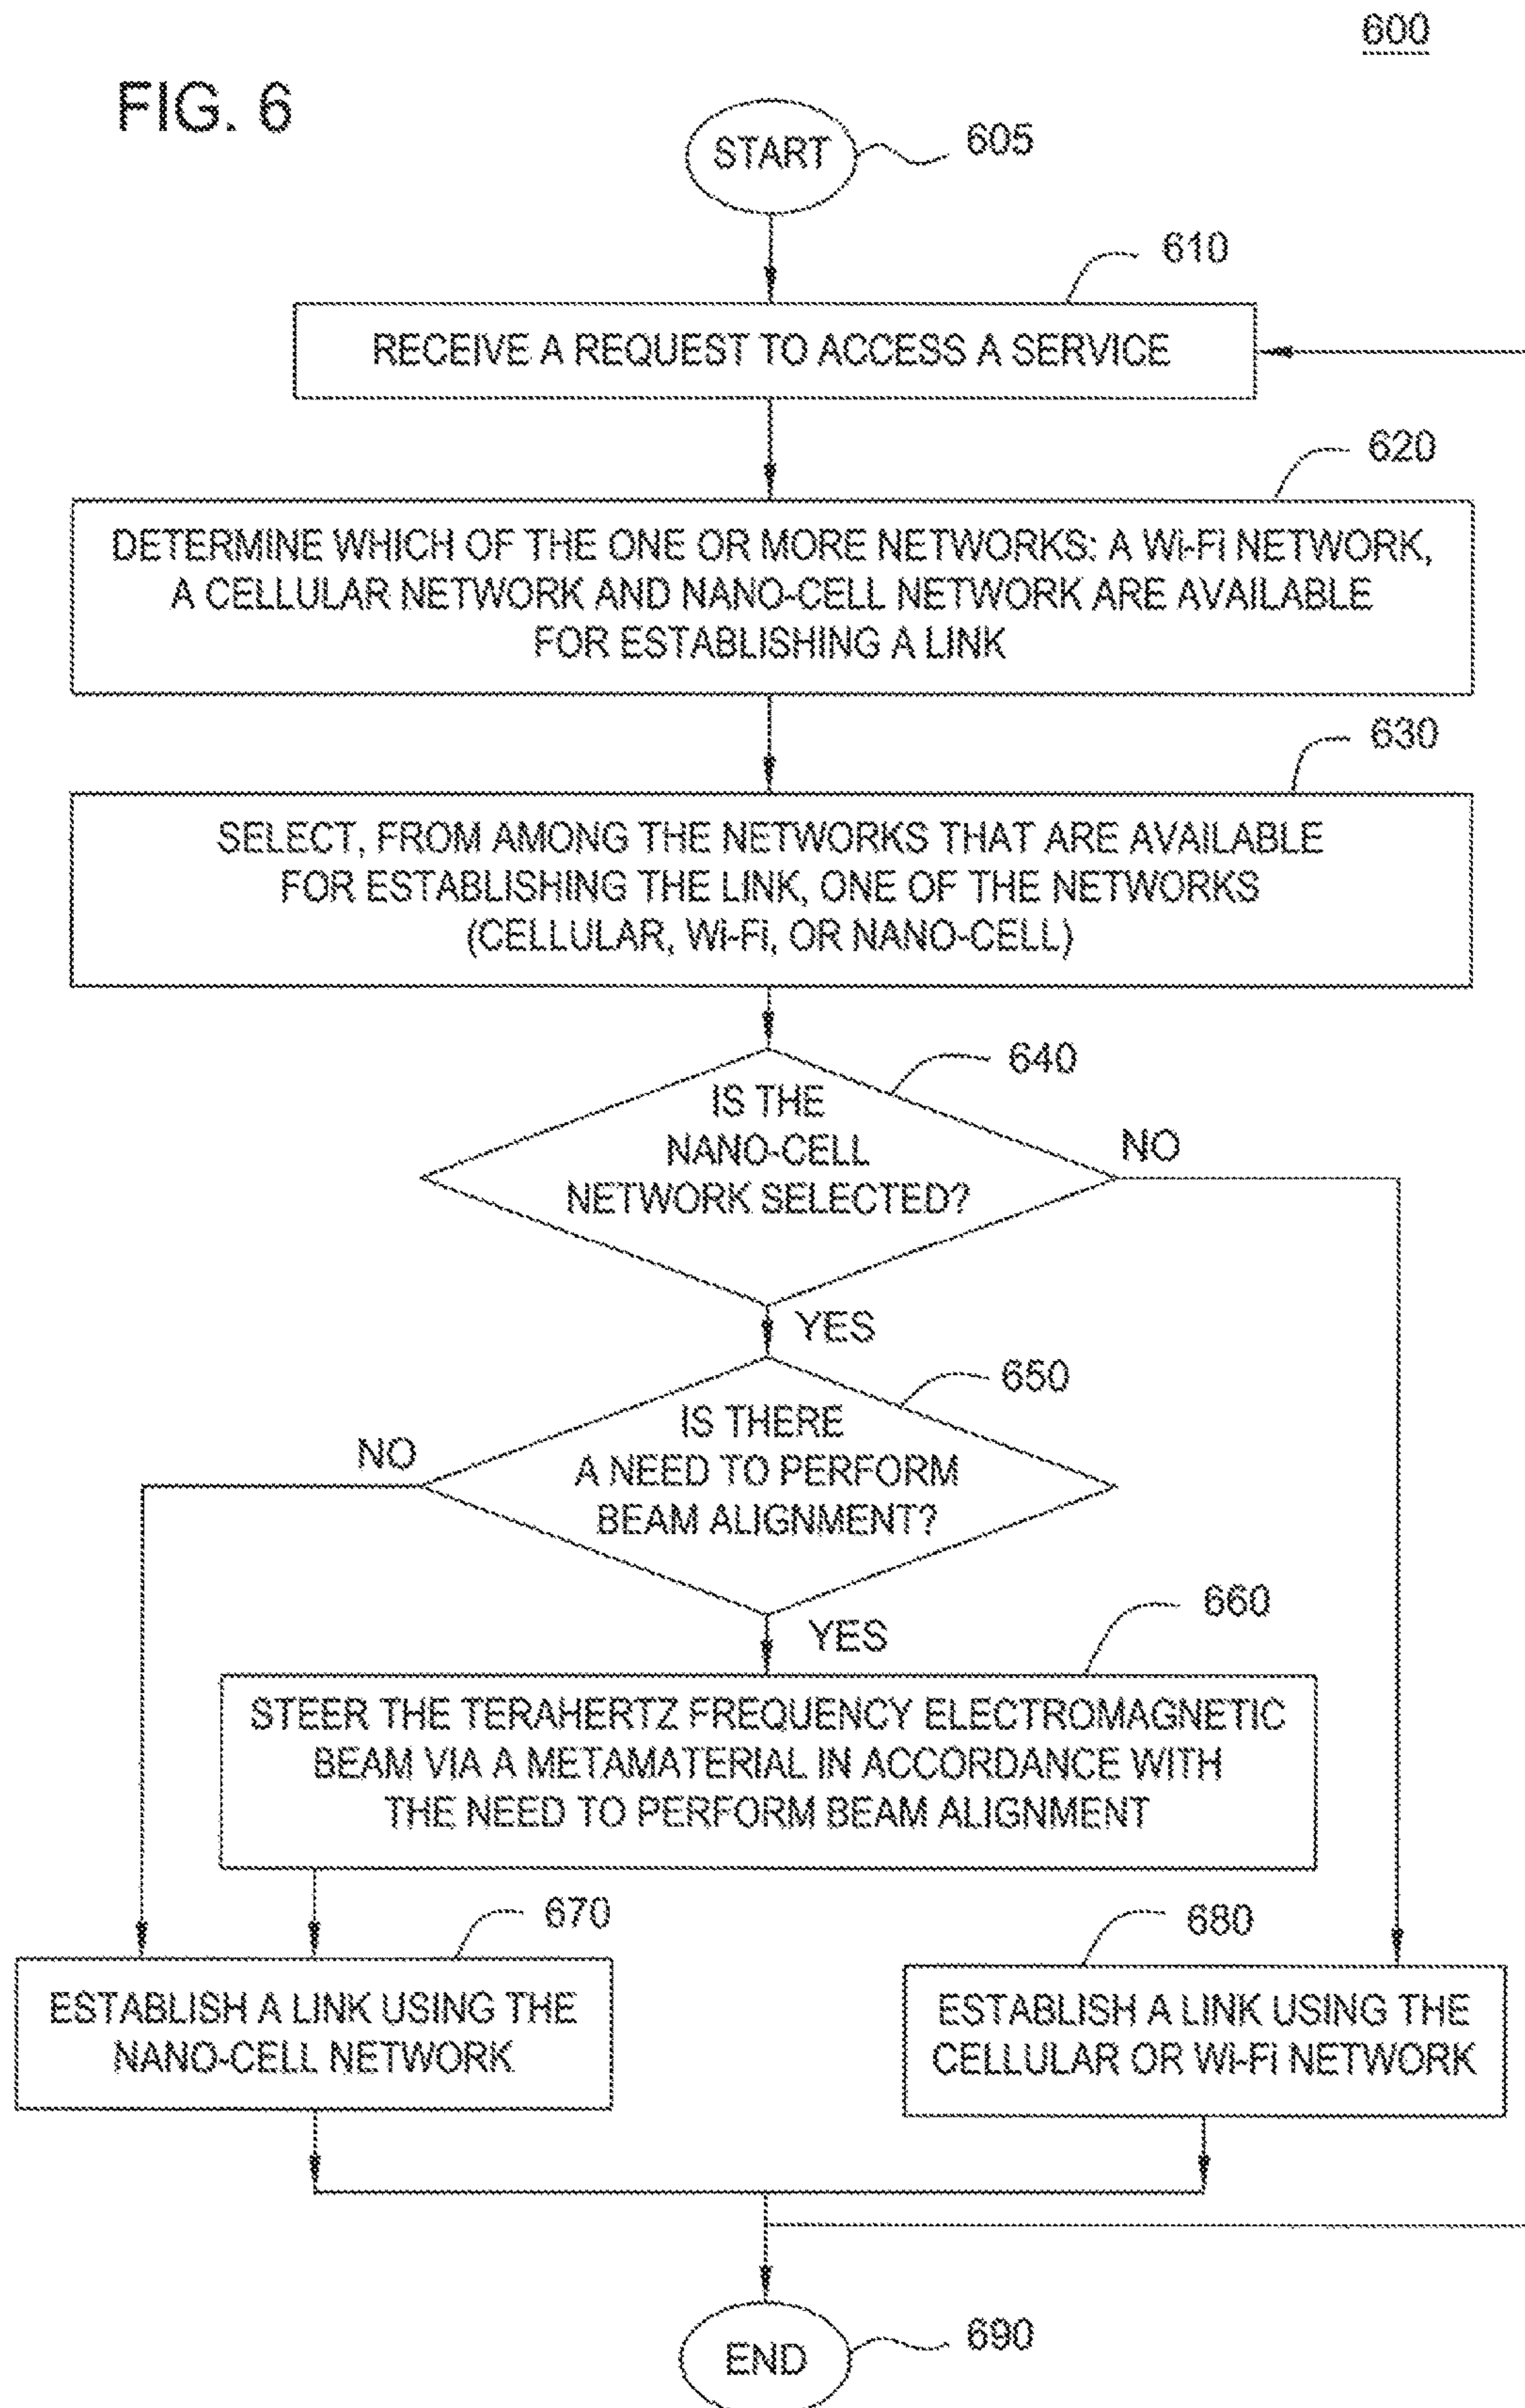 600
FIG. 6
START
605
610
RECEIVE A REQUEST TO ACCESS A SERVICE
620
DETERMINE WHICH OF THE ONE OR MORE NETWORKS: A Wi-Fi NETWORK,
A CELLULAR NETWORK AND NANO-CELL NETWORK ARE AVAILABLE
FOR ESTABLISHING A LINK
630
SELECT, FROM AMONG THE NETWORKS THAT ARE AVAILABLE
FOR ESTABLISHING THE LINK, ONE OF THE NETWORKS
(CELLULAR, Wi-Fi, OR NANO-CELL)
640
IS THE
NANO-CELL
NETWORK SELECTED?
NO
YES
650
IS THERE
A NEED TO PERFORM
BEAM ALIGNMENT?
NO
YES
660
STEER THE TERAHERTZ FREQUENCY ELECTROMAGNETIC
BEAM VIA A METAMATERIAL IN ACCORDANCE WITH
THE NEED TO PERFORM BEAM ALIGNMENT
670
ESTABLISH A LINK USING THE
NANO-CELL NETWORK
680
ESTABLISH A LINK USING THE
CELLULAR OR Wi-Fi NETWORK
END
690